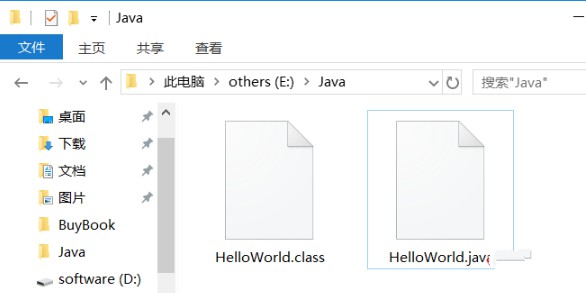 Java
文件 主页 共享 查看
此电脑 others (E:) Java 搜索"Java"
桌面
下载
文档
图片
BuyBook
Java
software (D:)
HelloWorld.class HelloWorld.java